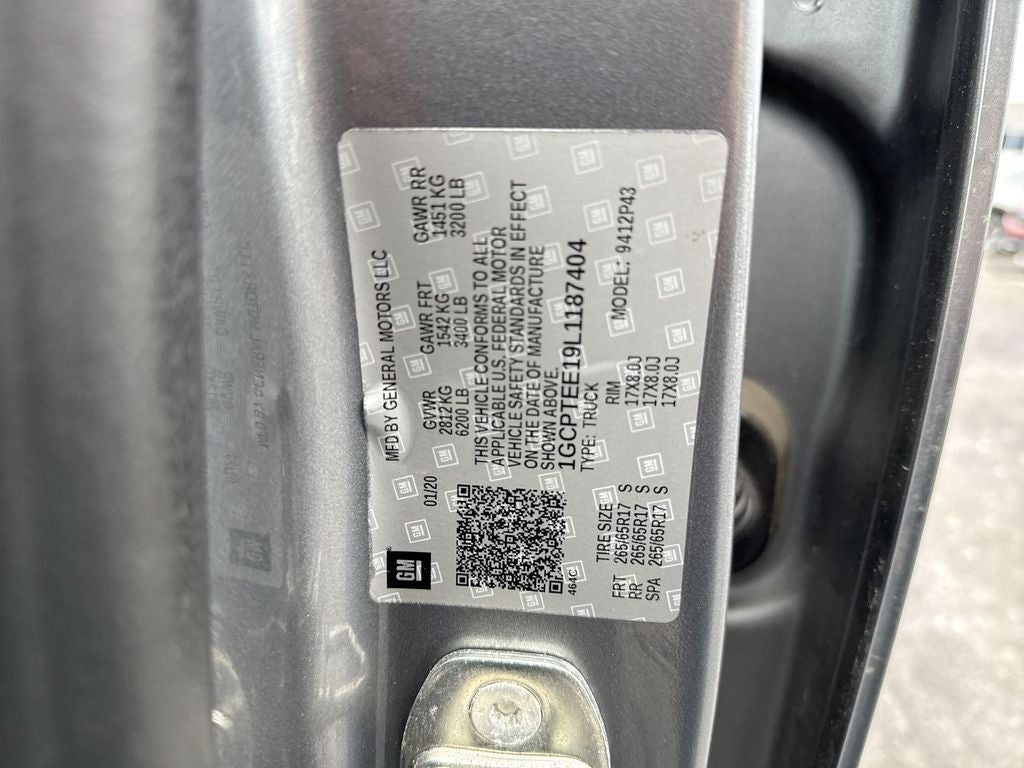 GM
MFD BY GENERAL MOTORS LLC
01/20
GVWR GAWR FRT GAWR RR
2812KG 1542 KG 1451 KG
6200 LB 3400 LB 3200 LB
THIS VEHICLE CONFORMS TO ALL
APPLICABLE U.S. FEDERAL MOTOR
VEHICLE SAFETY STANDARDS IN EFFECT
ON THE DATE OF MANUFACTURE
SHOWN ABOVE.
1GCPTEE19L1187404
TYPE: TRUCK MODEL: 9412P43
464C
TIRE SIZE RIM
FRT 265/65R17 S 17X8.0J
RR 265/65R17 S 17X8.0J
SPA 265/65R17 S 17X8.0J